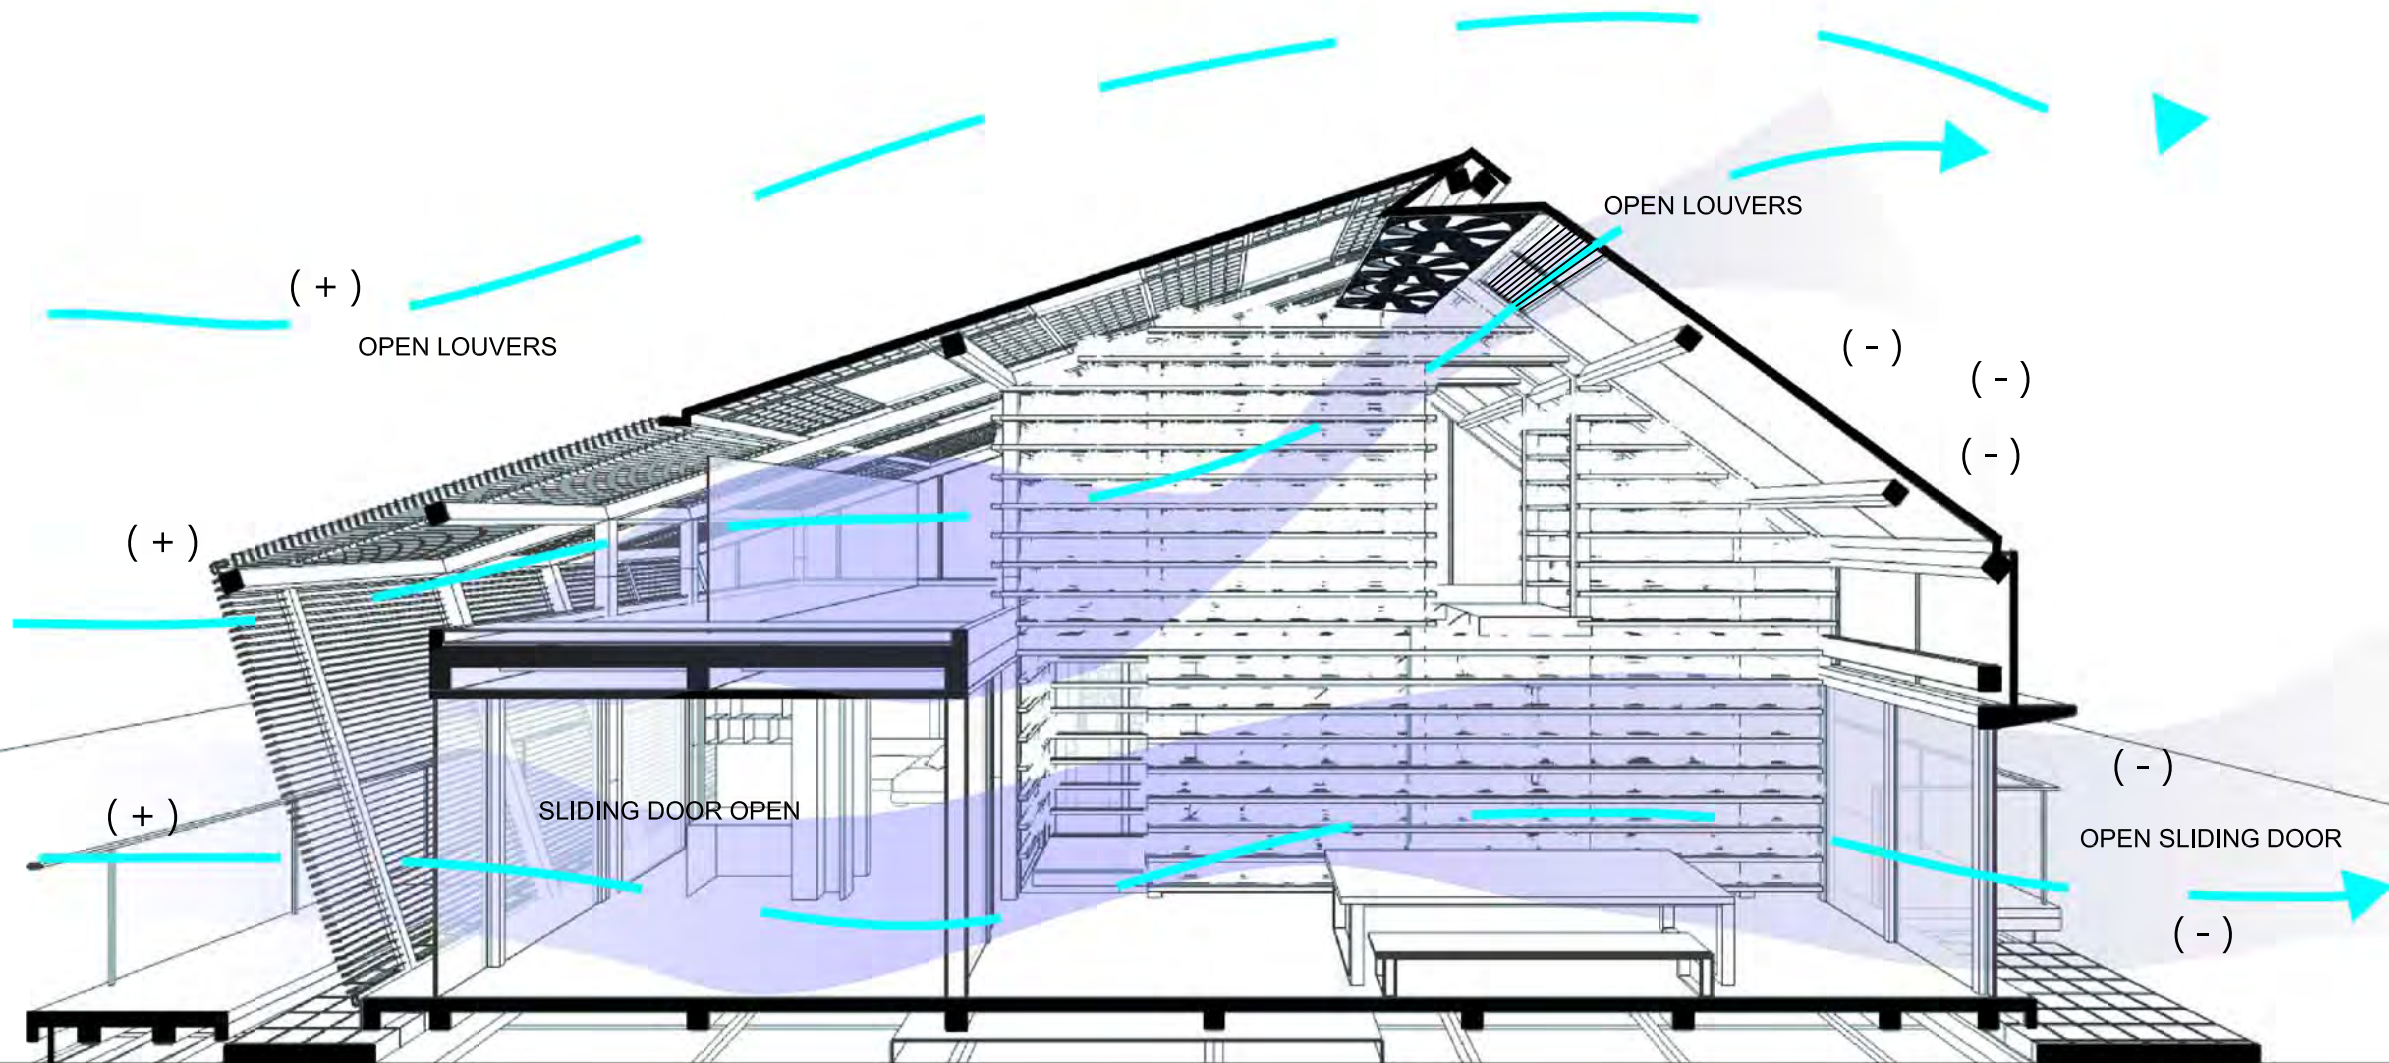 OPEN LOUVERS
( + )
OPEN LOUVERS
( - )
( - )
( - )
( + )
( - )
( + )
SLIDING DOOR OPEN
OPEN SLIDING DOOR
( - )